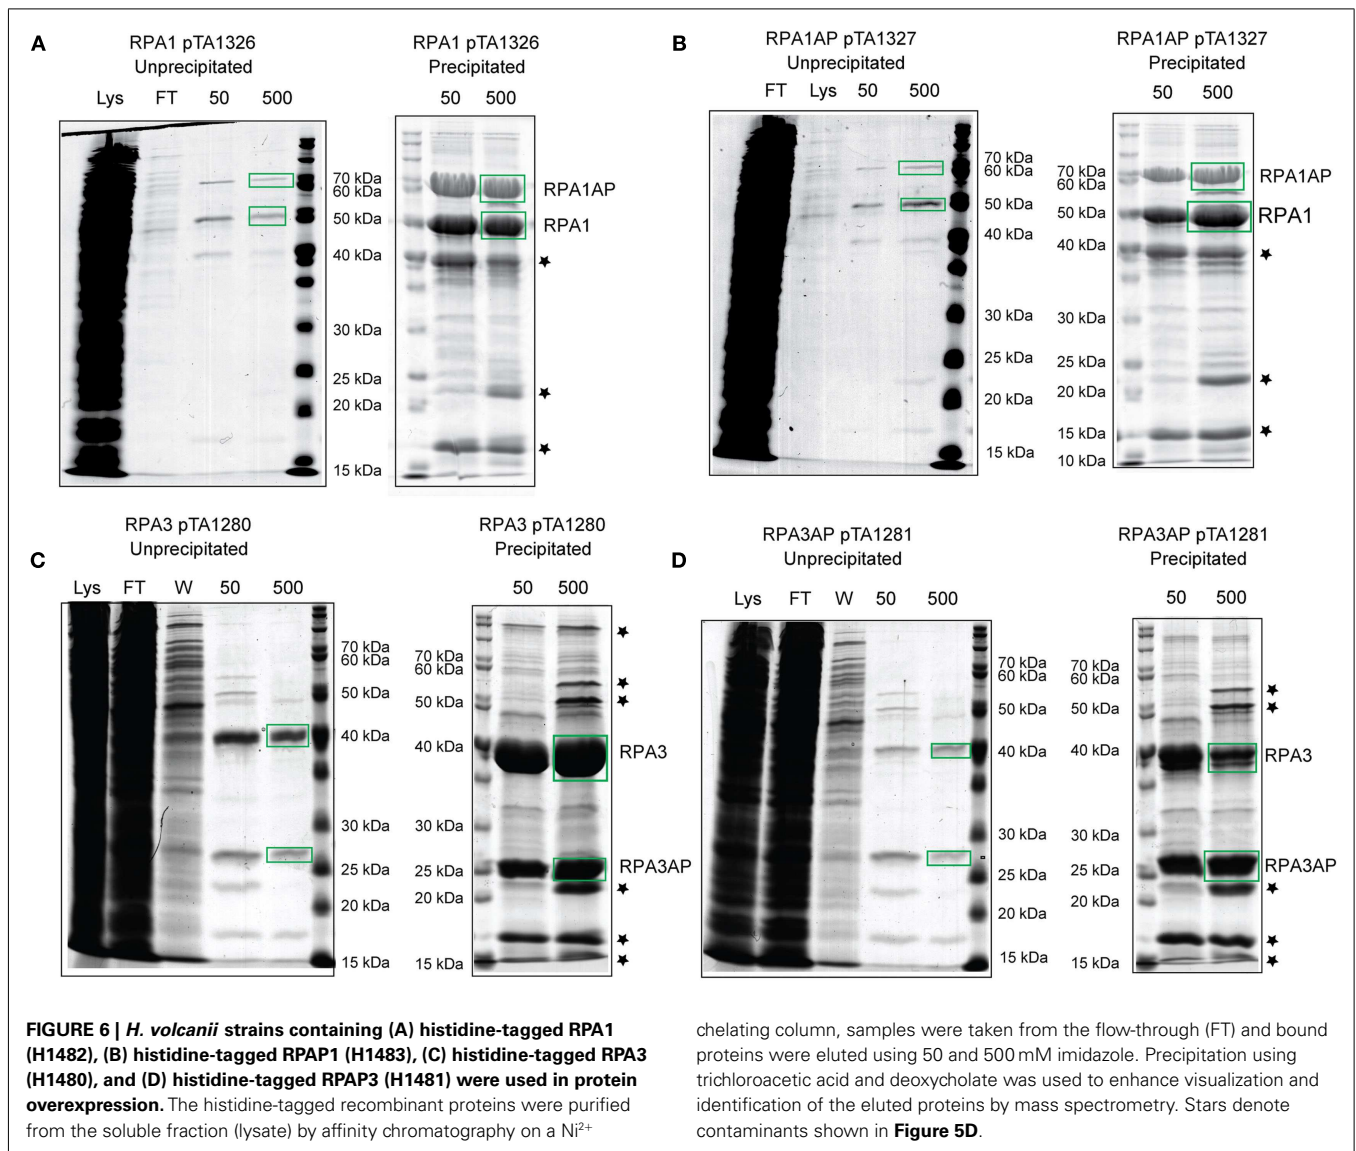 A
RPA1 pTA1326
Unprecipitated
Lys FT 50 500
70 kDa
60 kDa
50 kDa
40 kDa
30 kDa
25 kDa
20 kDa
15 kDa
RPA1 pTA1326
Precipitated
50 500
RPA1AP
RPA1
B
RPA1AP pTA1327
Unprecipitated
FT Lys 50 500
70 kDa
60 kDa
50 kDa
40 kDa
30 kDa
25 kDa
20 kDa
15 kDa
RPA1AP pTA1327
Precipitated
50 500
70 kDa
60 kDa
50 kDa
40 kDa
30 kDa
25 kDa
20 kDa
15 kDa
10 kDa
RPA1AP
RPA1
C
RPA3 pTA1280
Unprecipitated
Lys FT W 50 500
70 kDa
60 kDa
50 kDa
40 kDa
30 kDa
25 kDa
20 kDa
15 kDa
RPA3 pTA1280
Precipitated
50 500
70 kDa
60 kDa
50 kDa
40 kDa
30 kDa
25 kDa
20 kDa
15 kDa
RPA3
RPA3AP
D
RPA3AP pTA1281
Unprecipitated
Lys FT W 50 500
70 kDa
60 kDa
50 kDa
40 kDa
30 kDa
25 kDa
20 kDa
15 kDa
RPA3AP pTA1281
Precipitated
50 500
70 kDa
60 kDa
50 kDa
40 kDa
30 kDa
25 kDa
20 kDa
15 kDa
RPA3
RPA3AP
FIGURE 6 | H. volcanii strains containing (A) histidine-tagged RPA1
(H1482), (B) histidine-tagged RPAP1 (H1483), (C) histidine-tagged RPA3
(H1480), and (D) histidine-tagged RPAP3 (H1481) were used in protein
overexpression. The histidine-tagged recombinant proteins were purified
from the soluble fraction (lysate) by affinity chromatography on a Ni²⁺
chelating column, samples were taken from the flow-through (FT) and bound
proteins were eluted using 50 and 500 mM imidazole. Precipitation using
trichloroacetic acid and deoxycholate was used to enhance visualization and
identification of the eluted proteins by mass spectrometry. Stars denote
contaminants shown in Figure 5D.